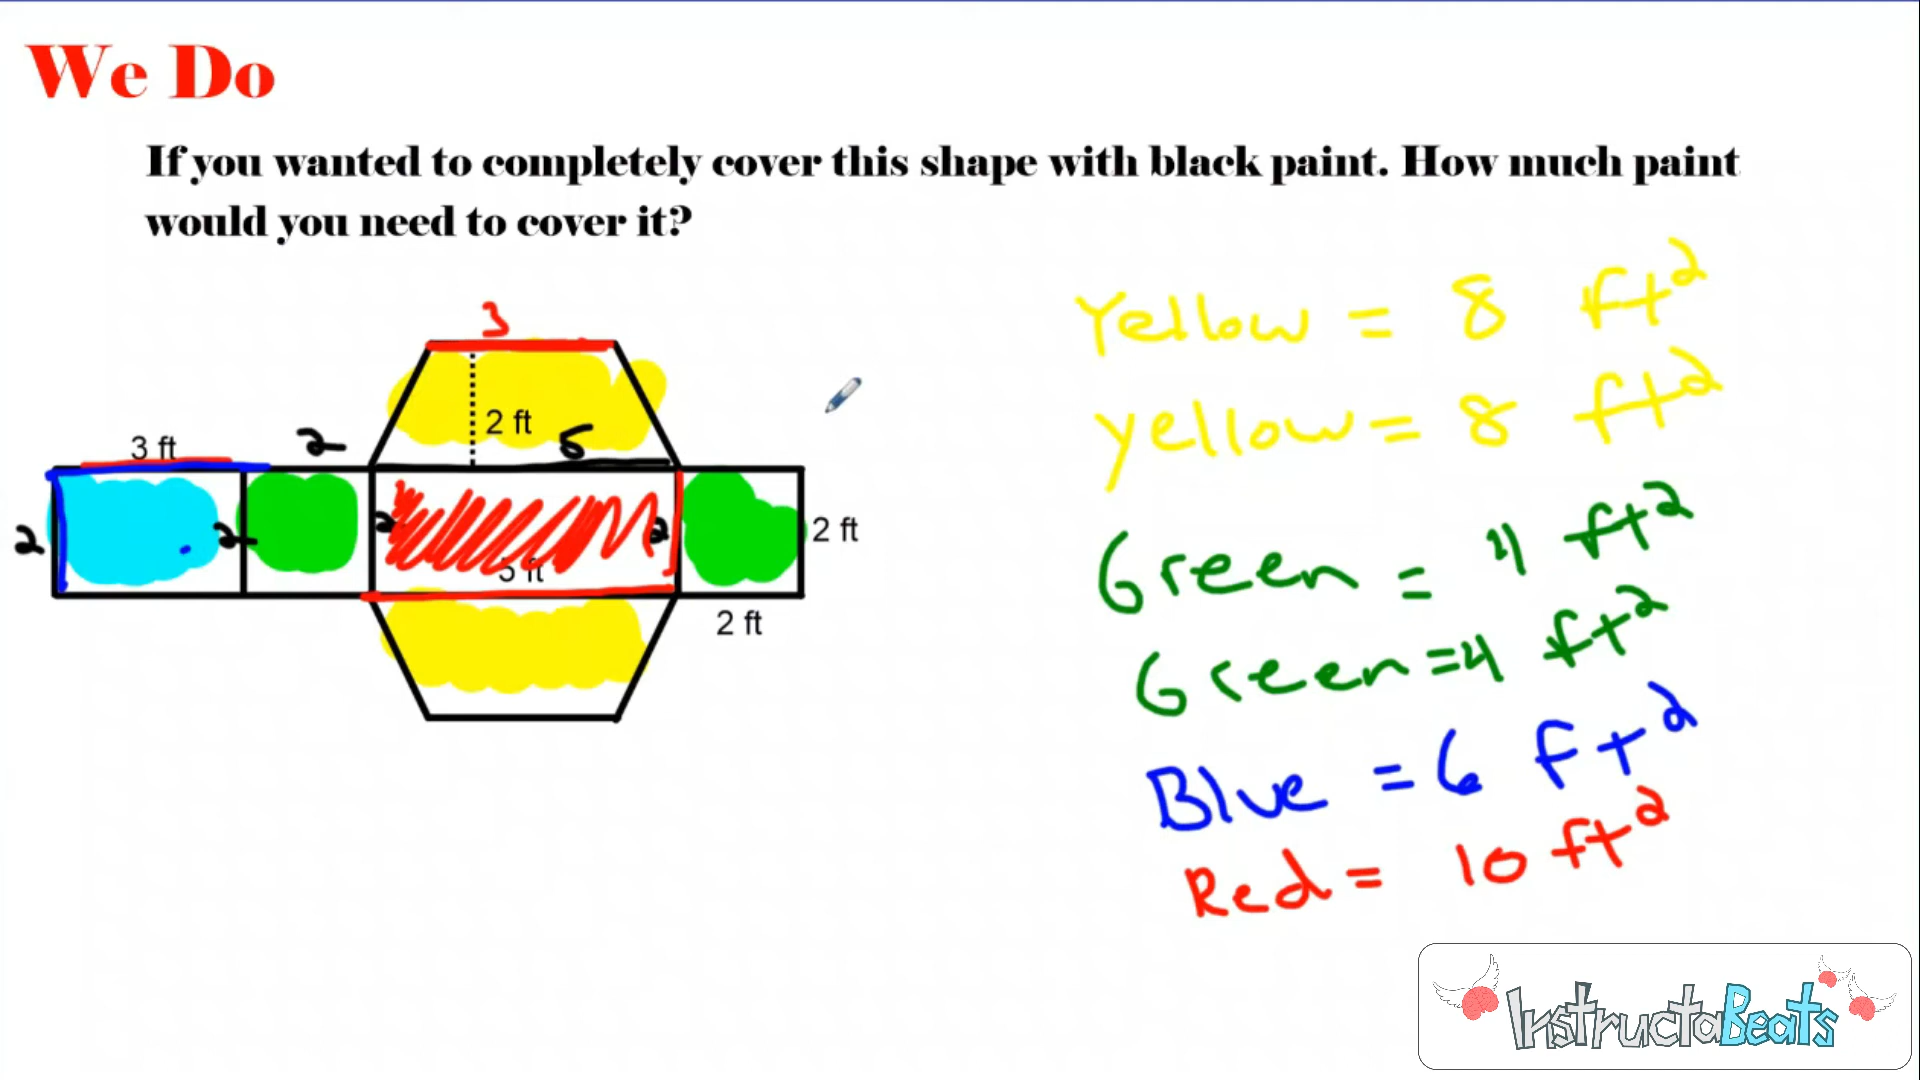 We Do
If you wanted to completely cover this shape with black paint. How much paint
would you need to cover it?
3
2 ft
5
3 ft
2
2
2
2
2
2 ft
5 ft
2 ft
Yellow = 8 ft²
Yellow = 8 ft²
Green = 4 ft²
Green = 4 ft²
Blue = 6 ft²
Red = 10 ft²
InstructaBeats